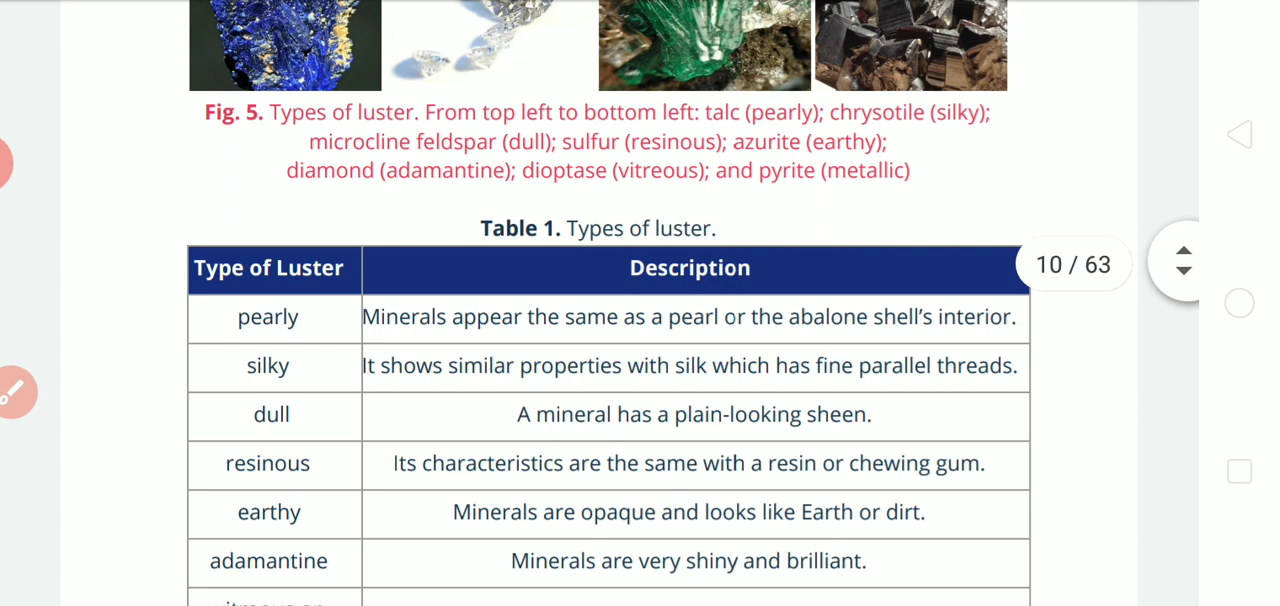 Fig. 5. Types of luster. From top left to bottom left: talc (pearly); chrysotile (silky);
microcline feldspar (dull); sulfur (resinous); azurite (earthy);
diamond (adamantine); dioptase (vitreous); and pyrite (metallic)
Table 1. Types of luster.
Type of Luster Description
10 / 63
pearly Minerals appear the same as a pearl or the abalone shell’s interior.
silky It shows similar properties with silk which has fine parallel threads.
dull A mineral has a plain-looking sheen.
resinous Its characteristics are the same with a resin or chewing gum.
earthy Minerals are opaque and looks like Earth or dirt.
adamantine Minerals are very shiny and brilliant.